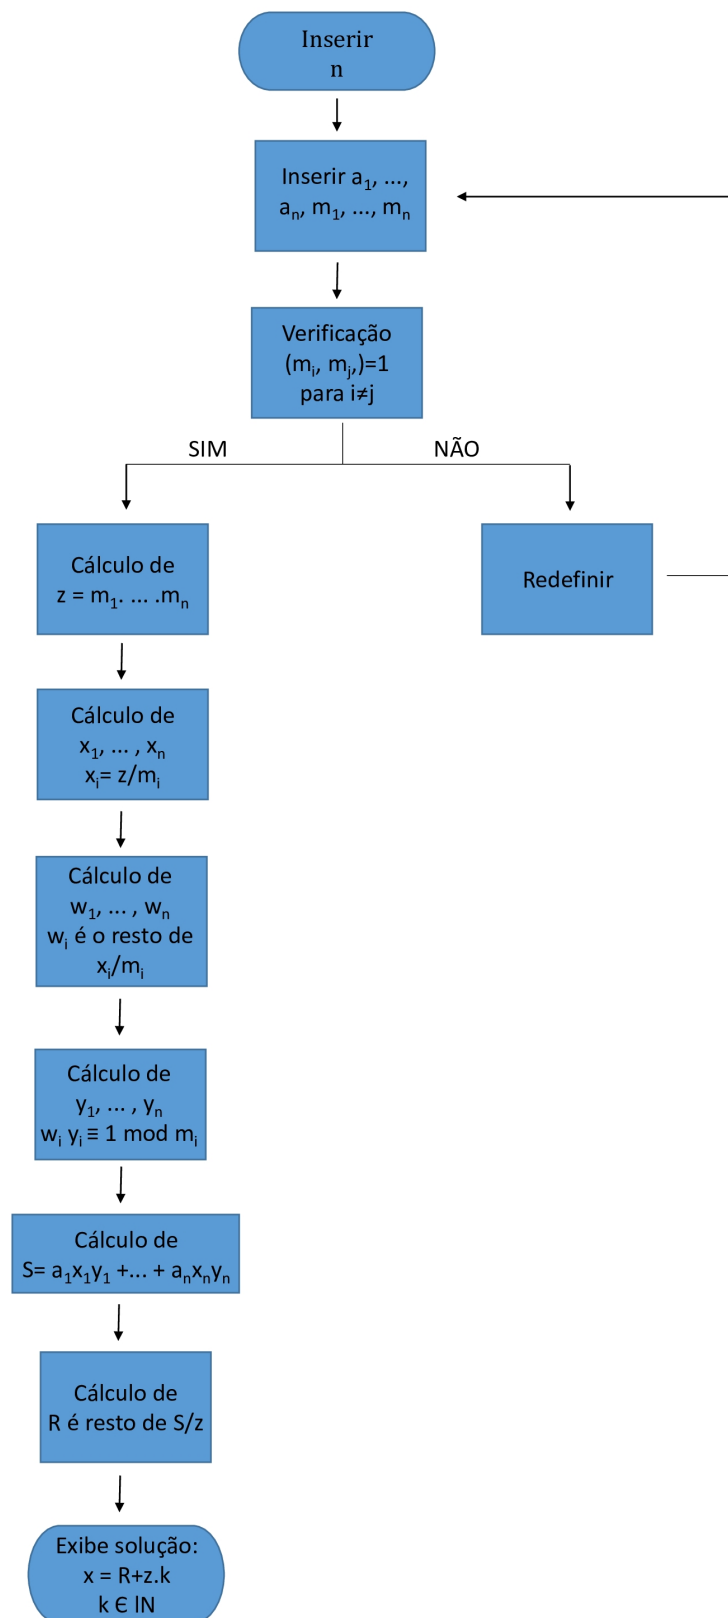 Inserir
n
Inserir a₁, ...,
aₙ, m₁, ..., mₙ
Verificação
(mᵢ, mⱼ,)=1
para i≠j
SIM
NÃO
Cálculo de
z = m₁. ... .mₙ
Redefinir
Cálculo de
x₁, ... , xₙ
xᵢ= z/mᵢ
Cálculo de
w₁, ... , wₙ
wᵢ é o resto de
xᵢ/mᵢ
Cálculo de
y₁, ... , yₙ
wᵢ yᵢ ≡ 1 mod mᵢ
Cálculo de
S= a₁x₁y₁ +... + aₙxₙyₙ
Cálculo de
R é resto de S/z
Exibe solução:
x = R+z.k
k Є lN